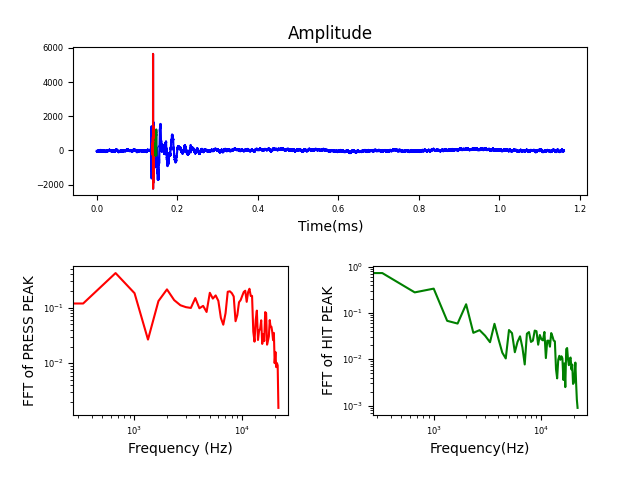 Amplitude
6000
4000
2000
0
−2000
0.0 0.2 0.4 0.6 0.8 1.0 1.2
Time(ms)
FFT of PRESS PEAK
10⁻¹
10⁻²
10³ 10⁴
Frequency (Hz)
FFT of HIT PEAK
10⁰
10⁻¹
10⁻²
10⁻³
10³ 10⁴
Frequency(Hz)